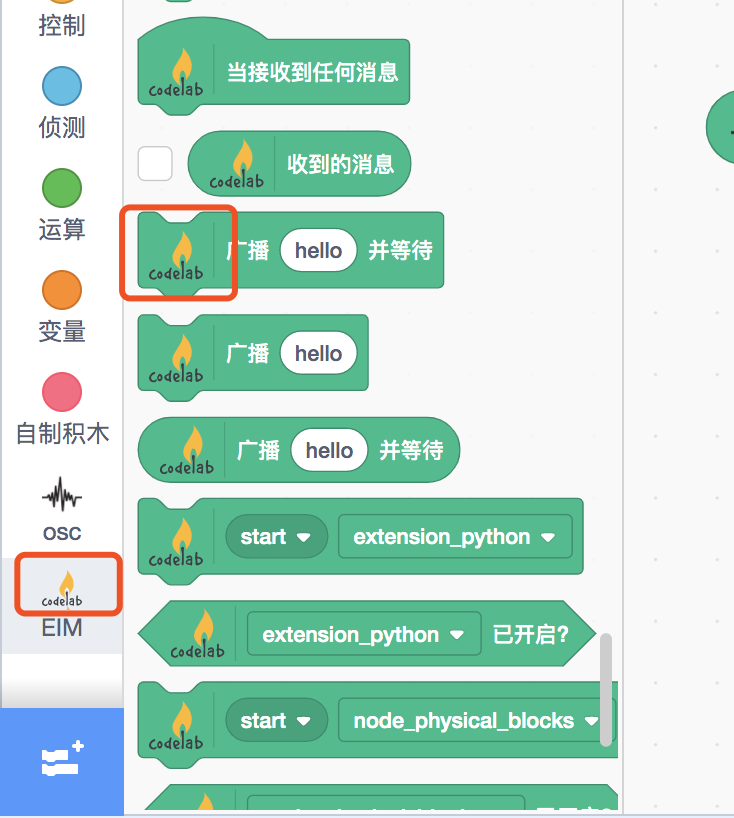 控制
侦测
运算
变量
自制积木
OSC
codelab
EIM
codelab 当接收到任何消息
codelab 收到的消息
codelab 广播 hello 并等待
codelab 广播 hello
codelab 广播 hello 并等待
codelab start extension_python
codelab extension_python 已开启?
codelab start node_physical_blocks
已开启?